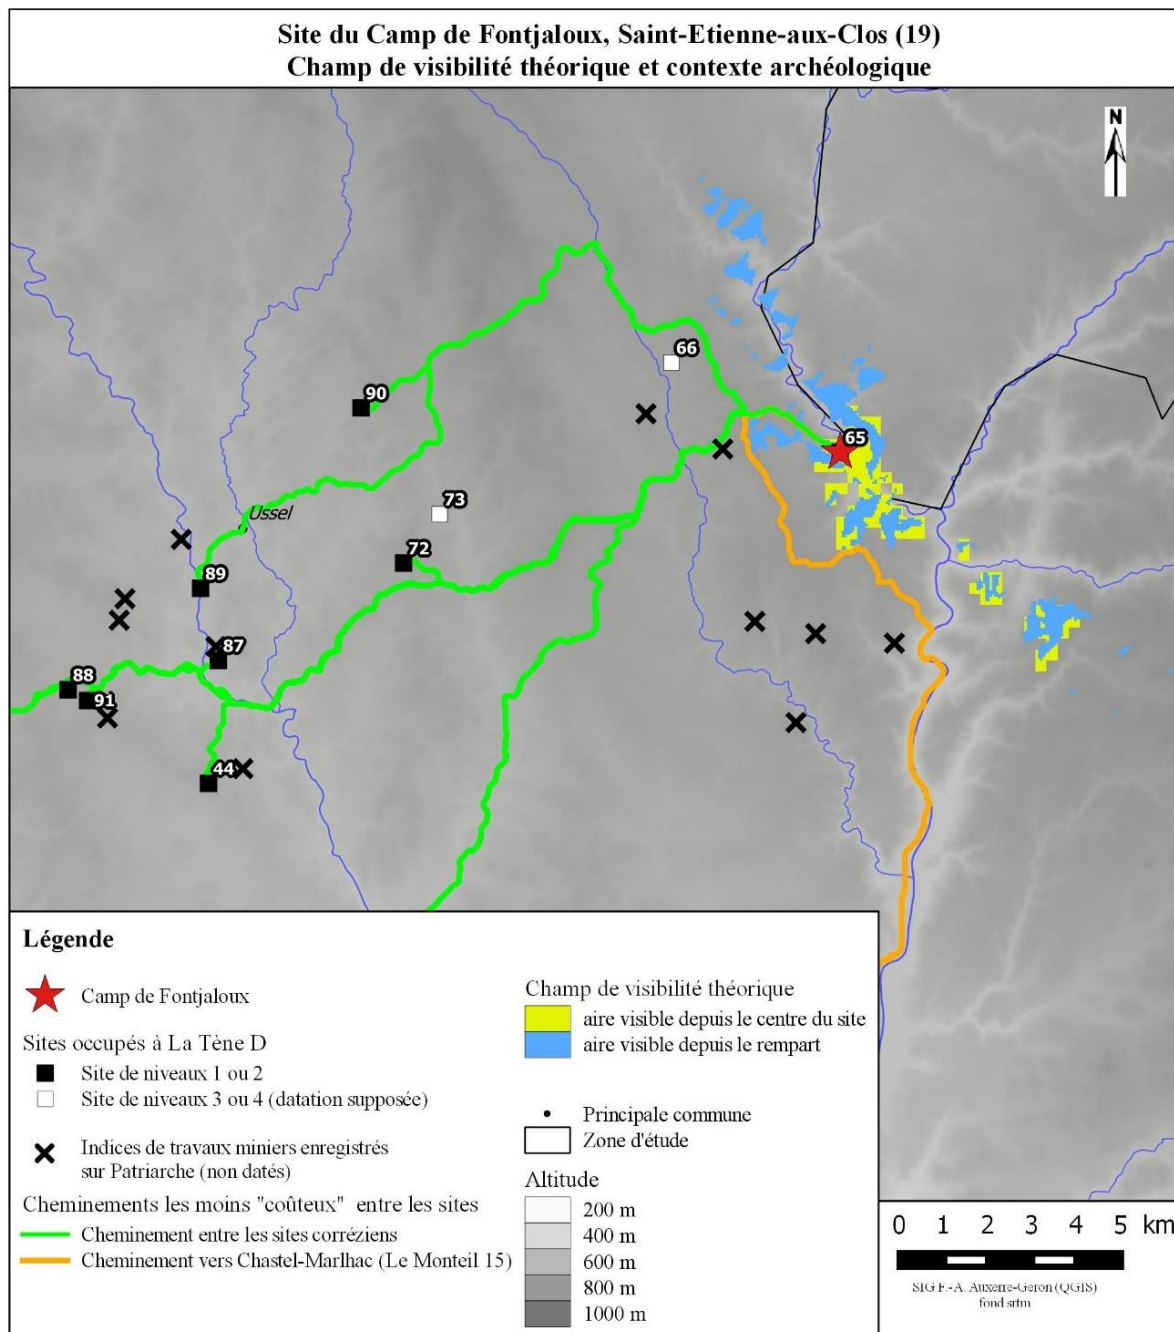 Site du Camp de Fontjaloux, Saint-Etienne-aux-Clos (19)
Champ de visibilité théorique et contexte archéologique
N
66
90
65
73
Ussel
72
89
87
88
91
44
Légende
Camp de Fontjaloux
Sites occupés à La Tène D
Site de niveaux 1 ou 2
Site de niveaux 3 ou 4 (datation supposée)
Indices de travaux miniers enregistrés
sur Patriarche (non datés)
Cheminements les moins "coûteux" entre les sites
Cheminement entre les sites corréziens
Cheminement vers Chastel-Marlhac (Le Monteil 15)
Champ de visibilité théorique
aire visible depuis le centre du site
aire visible depuis le rempart
Principale commune
Zone d'étude
Altitude
200 m
400 m
600 m
800 m
1000 m
0 1 2 3 4 5 km
SIG F.-A. Auxerre-Geron (QGIS)
fond srtm